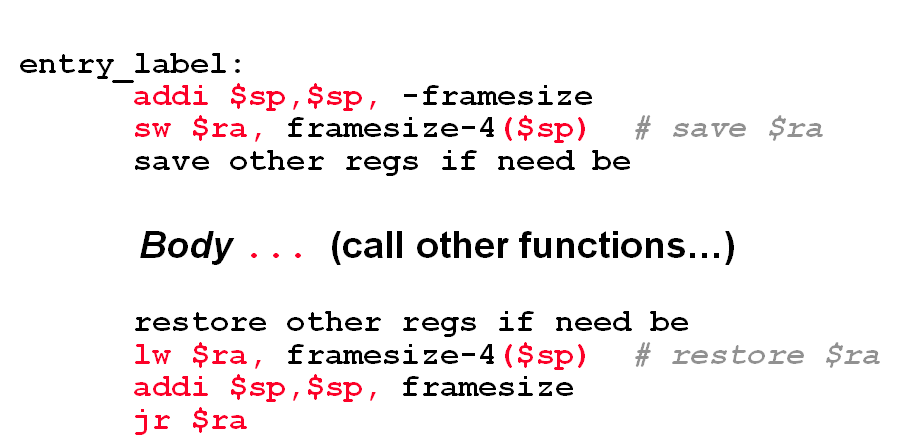 entry_label:
addi $sp,$sp, -framesize
sw $ra, framesize-4($sp) # save $ra
save other regs if need be
Body ... (call other functions…)
restore other regs if need be
lw $ra, framesize-4($sp) # restore $ra
addi $sp,$sp, framesize
jr $ra